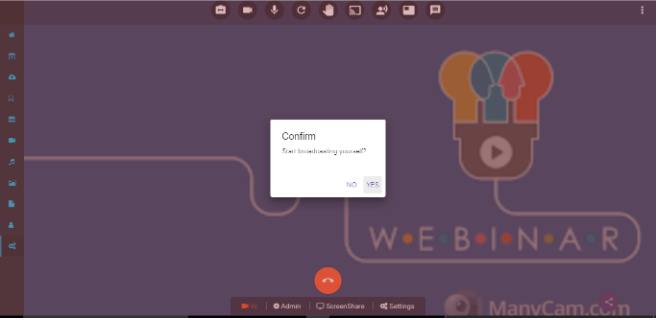 Confirm
Start broadcasting yourself?
NO YES
W•E•B•I•N•A•R
Admin | ScreenShare | Settings
ManyCam.com